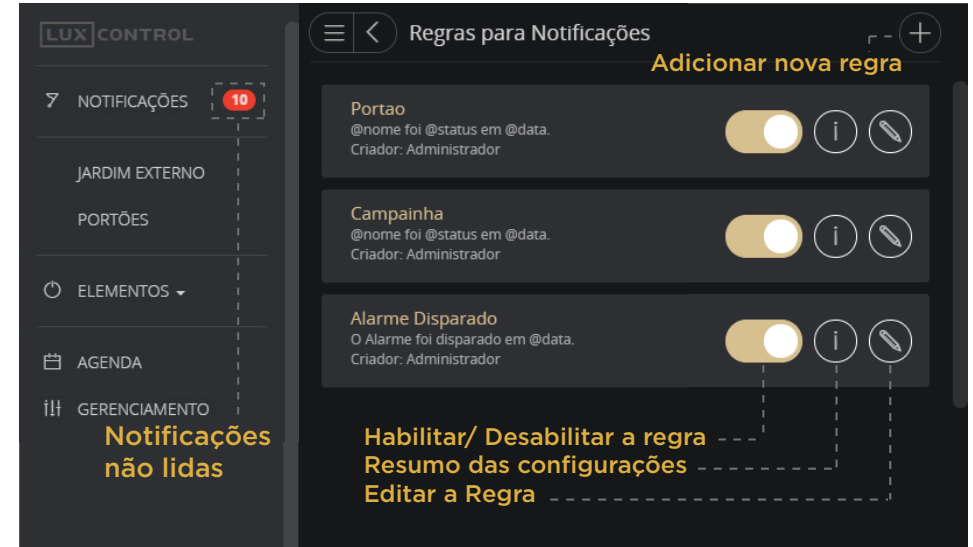 LUX CONTROL
NOTIFICAÇÕES 10
JARDIM EXTERNO
PORTÕES
ELEMENTOS
AGENDA
GERENCIAMENTO
Notificações
não lidas
Regras para Notificações
Adicionar nova regra
Portao
@nome foi @status em @data.
Criador: Administrador
i
Campainha
@nome foi @status em @data.
Criador: Administrador
i
Alarme Disparado
O Alarme foi disparado em @data.
Criador: Administrador
i
Habilitar/ Desabilitar a regra
Resumo das configurações
Editar a Regra